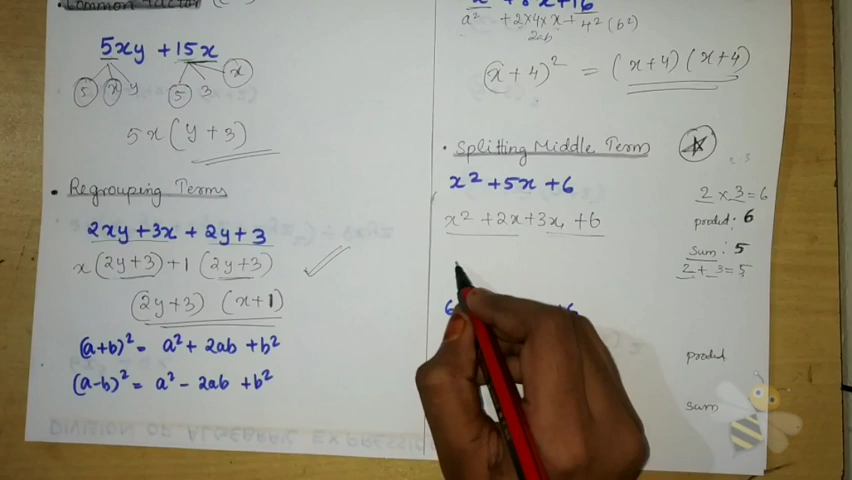 Common Factor
5xy + 15x
5 x y 5 3 x
5x (y + 3)
• Regrouping Terms
2xy + 3x + 2y + 3
x (2y + 3) + 1 (2y + 3)
(2y + 3) (x + 1)
(a+b)² = a² + 2ab + b²
(a-b)² = a² - 2ab + b²
a² + 2×4×x + 4² (b²)
2ab
(x + 4)² = (x+4) (x+4)
• Splitting Middle Term
x² + 5x + 6
x² + 2x + 3x + 6
2 × 3 = 6
product: 6
Sum: 5
2 + 3 = 5
6
product
sum